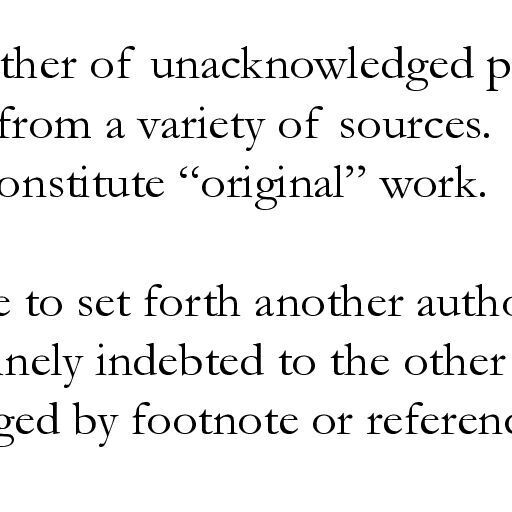 ther of unacknowledged p
from a variety of sources.
onstitute “original” work.
e to set forth another autho
inely indebted to the other
ged by footnote or referenc